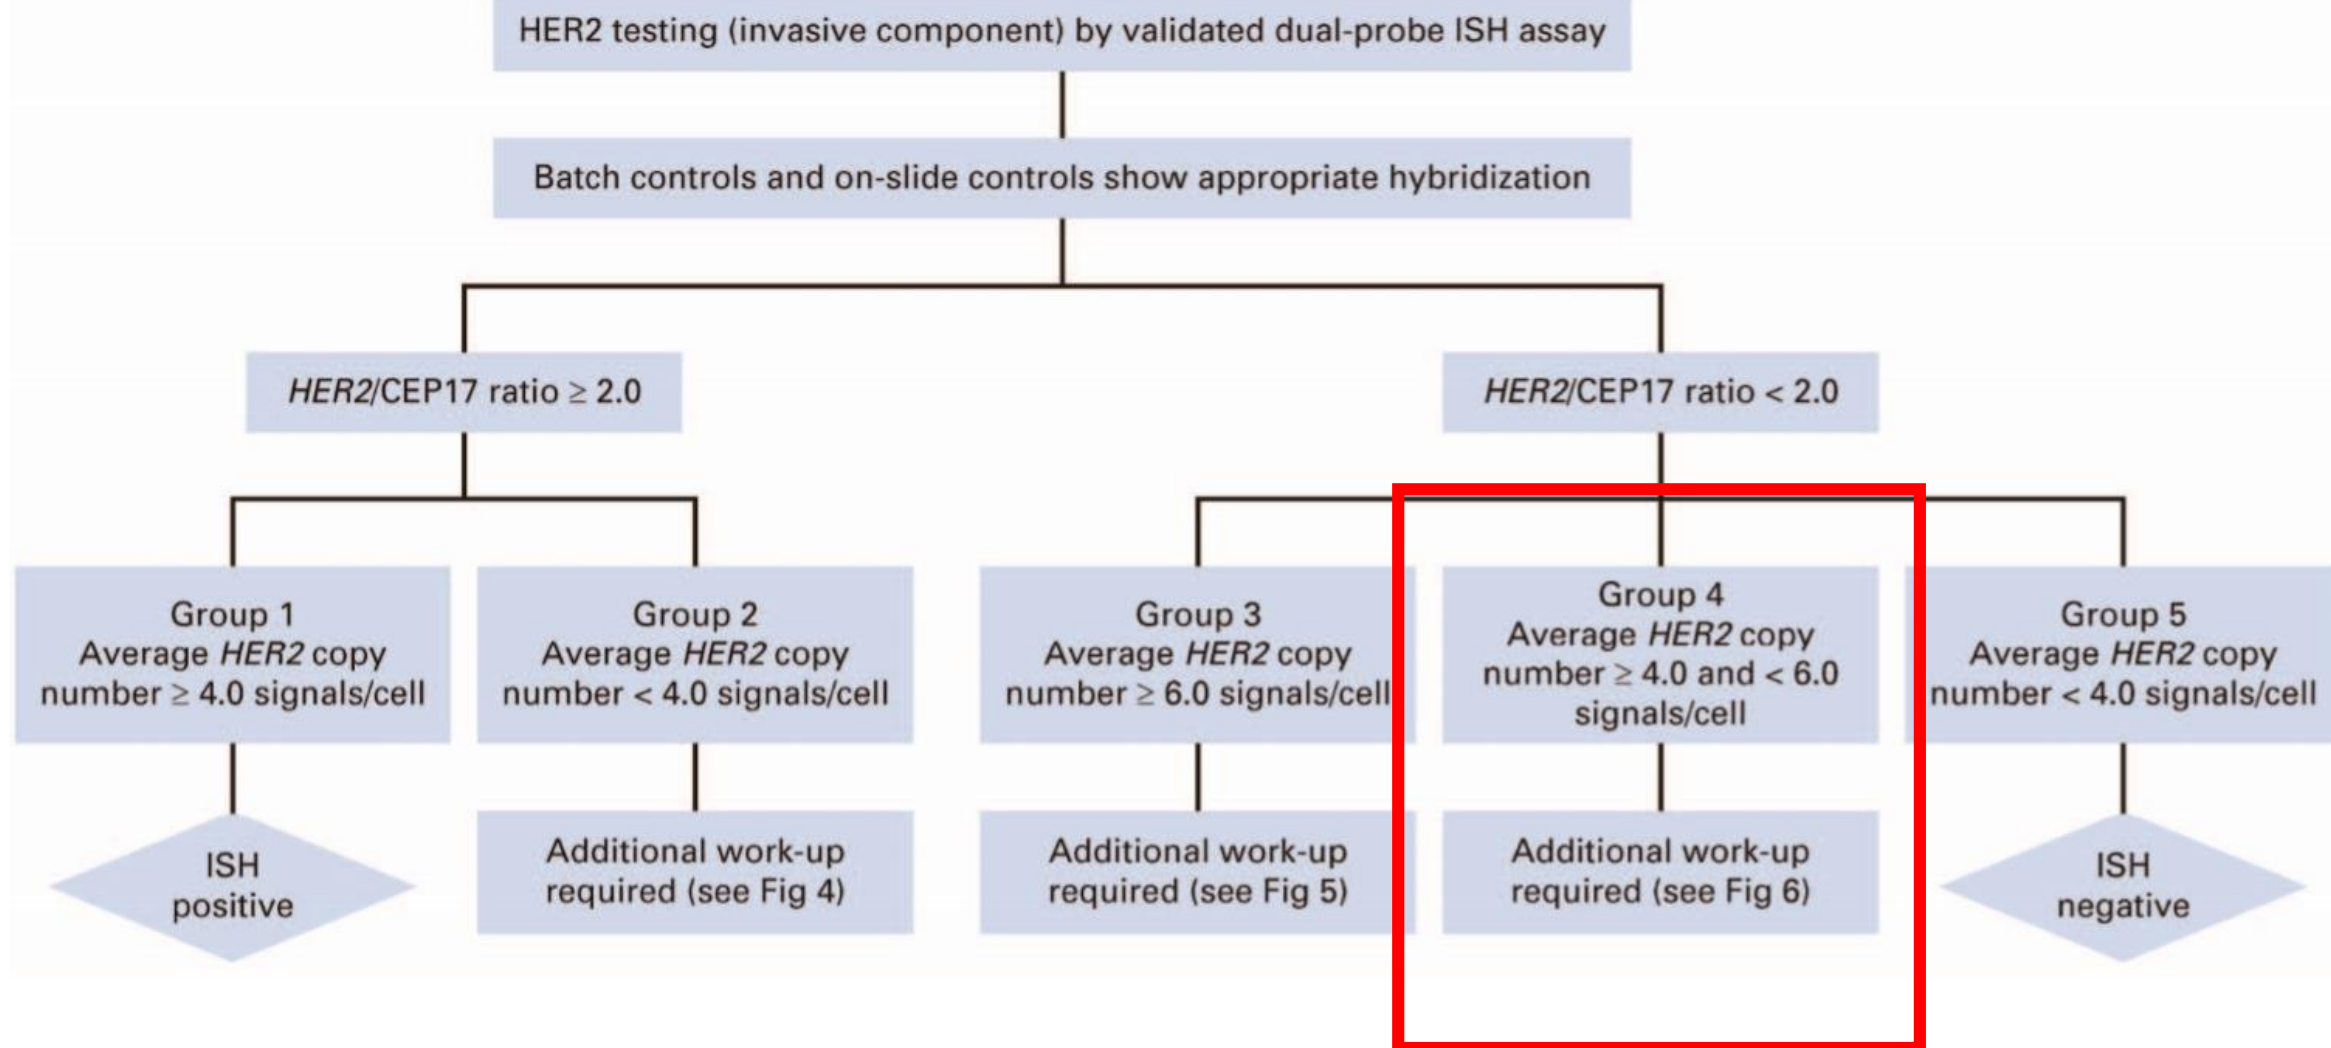 HER2 testing (invasive component) by validated dual-probe ISH assay
Batch controls and on-slide controls show appropriate hybridization
HER2/CEP17 ratio ≥ 2.0
HER2/CEP17 ratio < 2.0
Group 1
Average HER2 copy
number ≥ 4.0 signals/cell
Group 2
Average HER2 copy
number < 4.0 signals/cell
Group 3
Average HER2 copy
number ≥ 6.0 signals/cell
Group 4
Average HER2 copy
number ≥ 4.0 and < 6.0
signals/cell
Group 5
Average HER2 copy
number < 4.0 signals/cell
ISH
positive
Additional work-up
required (see Fig 4)
Additional work-up
required (see Fig 5)
Additional work-up
required (see Fig 6)
ISH
negative